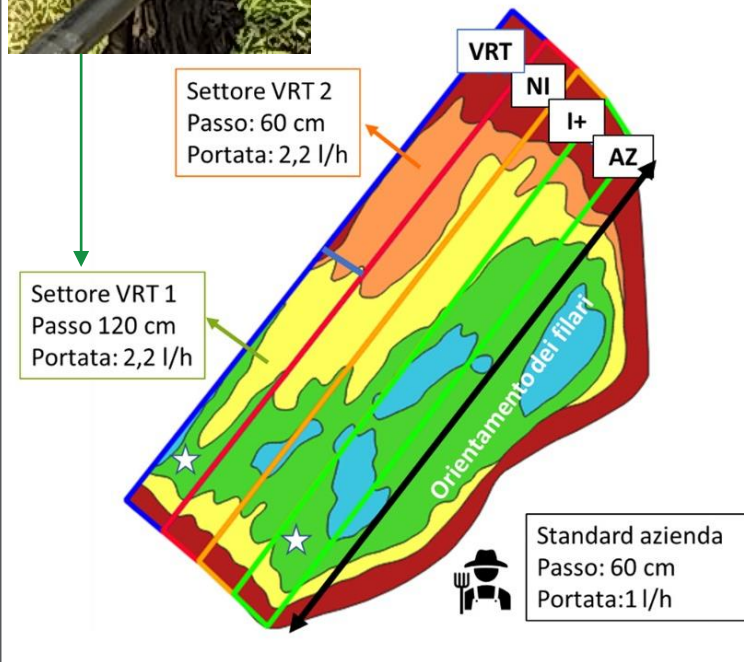 VRT
NI
I+
AZ
Settore VRT 2
Passo: 60 cm
Portata: 2,2 l/h
Settore VRT 1
Passo 120 cm
Portata: 2,2 l/h
Orientamento dei filari
Standard azienda
Passo: 60 cm
Portata:1 l/h